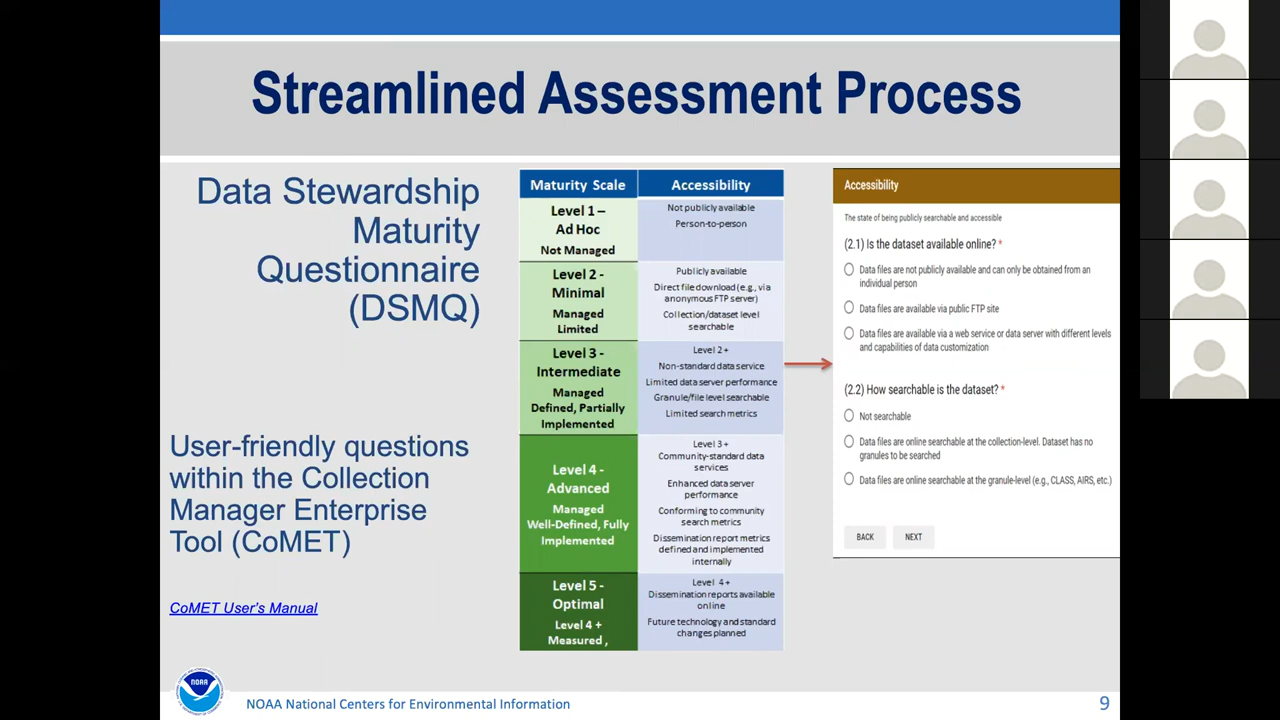 Streamlined Assessment Process
Data Stewardship
Maturity
Questionnaire
(DSMQ)
User-friendly questions
within the Collection
Manager Enterprise
Tool (CoMET)
CoMET User's Manual
Maturity Scale
Accessibility
Level 1 –
Ad Hoc
Not Managed
Not publicly available
Person-to-person
Level 2 -
Minimal
Managed
Limited
Publicly available
Direct file download (e.g., via
anonymous FTP server)
Collection/dataset level
searchable
Level 3 -
Intermediate
Managed
Defined, Partially
Implemented
Level 2 +
Non-standard data service
Limited data server performance
Granule/file level searchable
Limited search metrics
Level 4 -
Advanced
Managed
Well-Defined, Fully
Implemented
Level 3 +
Community-standard data
services
Enhanced data server
performance
Conforming to community
search metrics
Dissemination report metrics
defined and implemented
internally
Level 5 -
Optimal
Level 4 +
Measured ,
Level 4 +
Dissemination reports available
online
Future technology and standard
changes planned
Accessibility
The state of being publicly searchable and accessible
(2.1) Is the dataset available online? *
Data files are not publicly available and can only be obtained from an
individual person
Data files are available via public FTP site
Data files are available via a web service or data server with different levels
and capabilities of data customization
(2.2) How searchable is the dataset? *
Not searchable
Data files are online searchable at the collection-level. Dataset has no
granules to be searched
Data files are online searchable at the granule-level (e.g., CLASS, AIRS, etc.)
BACK
NEXT
NOAA
NOAA National Centers for Environmental Information
9